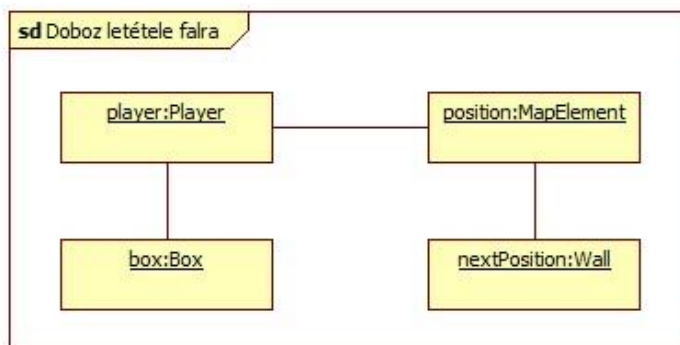 sd Doboz letétele falra
player:Player
position:MapElement
box:Box
nextPosition:Wall